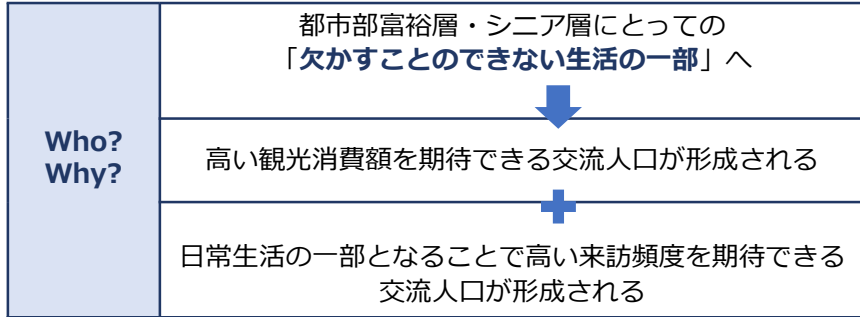 都市部富裕層・シニア層にとっての
「欠かすことのできない生活の一部」へ
Who?
Why?
高い観光消費額を期待できる交流人口が形成される
日常生活の一部となることで高い来訪頻度を期待できる
交流人口が形成される